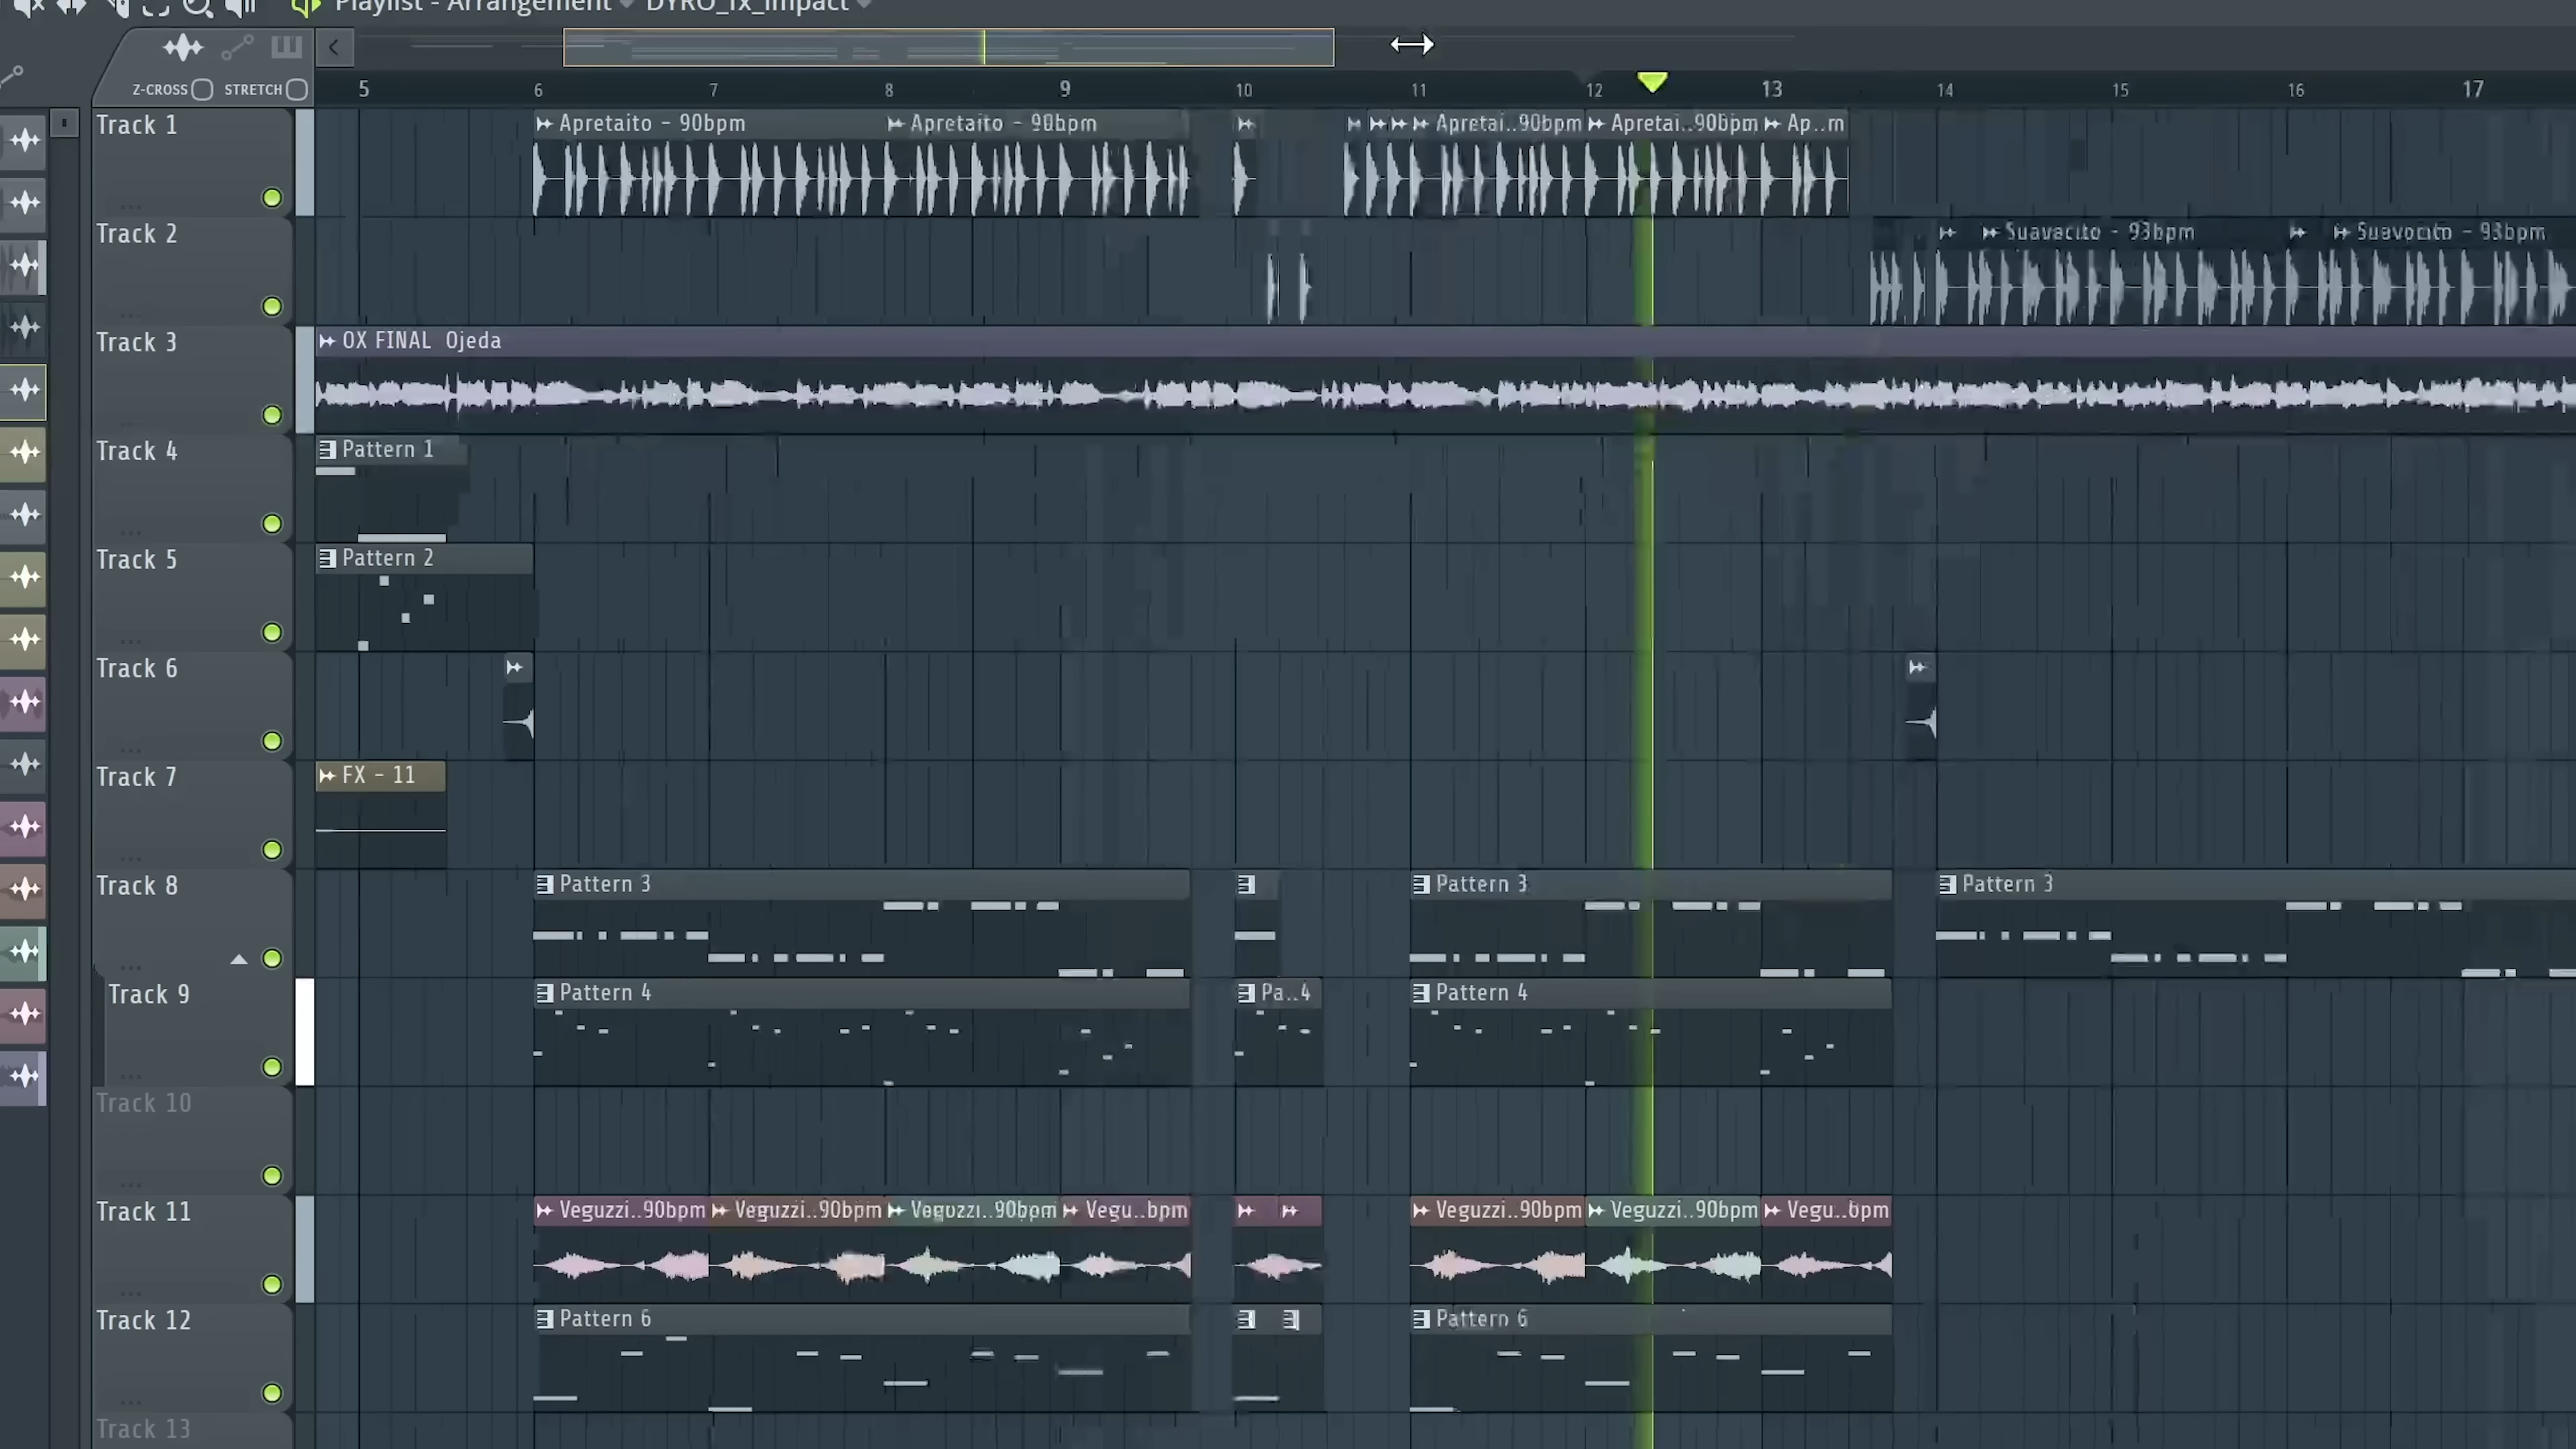 Playlist - Arrangement DYRO_fx_impact
Z-CROSS STRETCH
5 6 7 8 9 10 11 12 13 14 15 16 17
Track 1
Apretaito - 90bpm Apretaito - 90bpm Apretai..90bpm Apretai..90bpm Ap..m
Track 2
Suavecito - 93bpm Suavecito - 93bpm
Track 3
OX FINAL Ojeda
Track 4
Pattern 1
Track 5
Pattern 2
Track 6
Track 7
FX - 11
Track 8
Pattern 3 Pattern 3 Pattern 3
Track 9
Pattern 4 Pa..4 Pattern 4
Track 10
Track 11
Veguzzi..90bpm Veguzzi..90bpm Veguzzi..90bpm Vegu..bpm Veguzzi..90bpm Veguzzi..90bpm Vegu..bpm
Track 12
Pattern 6 Pattern 6
Track 13